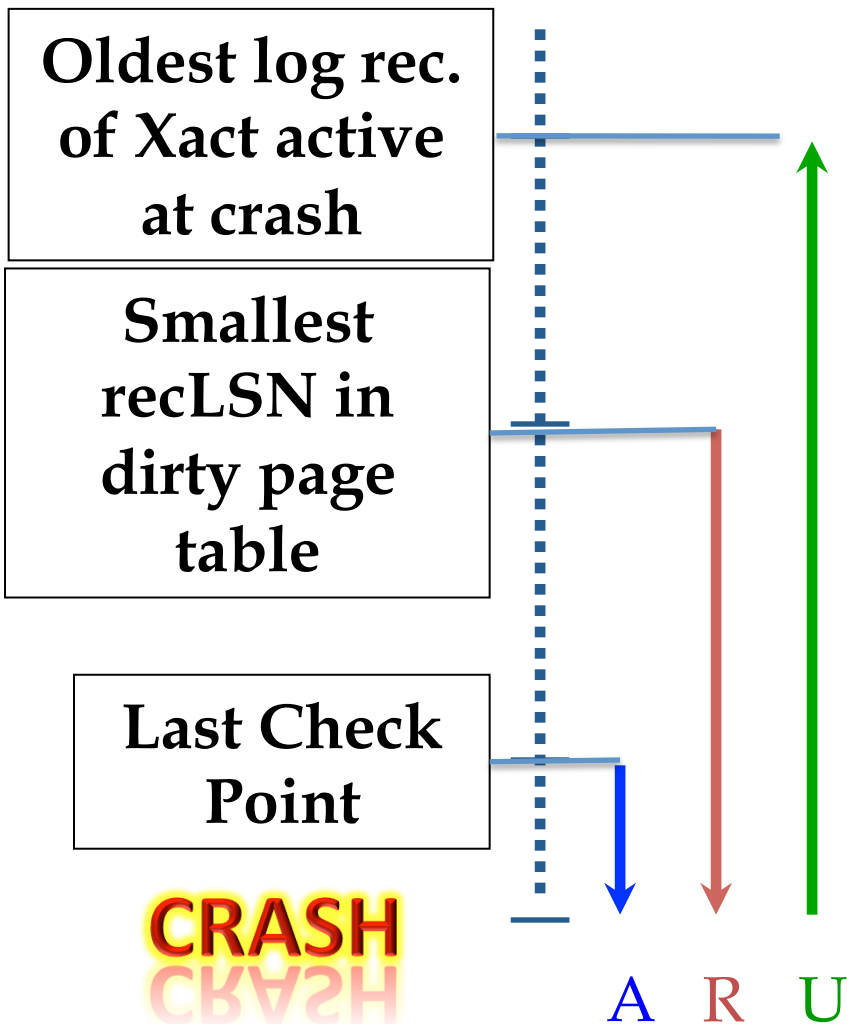 Oldest log rec.
of Xact active
at crash
Smallest
recLSN in
dirty page
table
Last Check
Point
CRASH
A R U